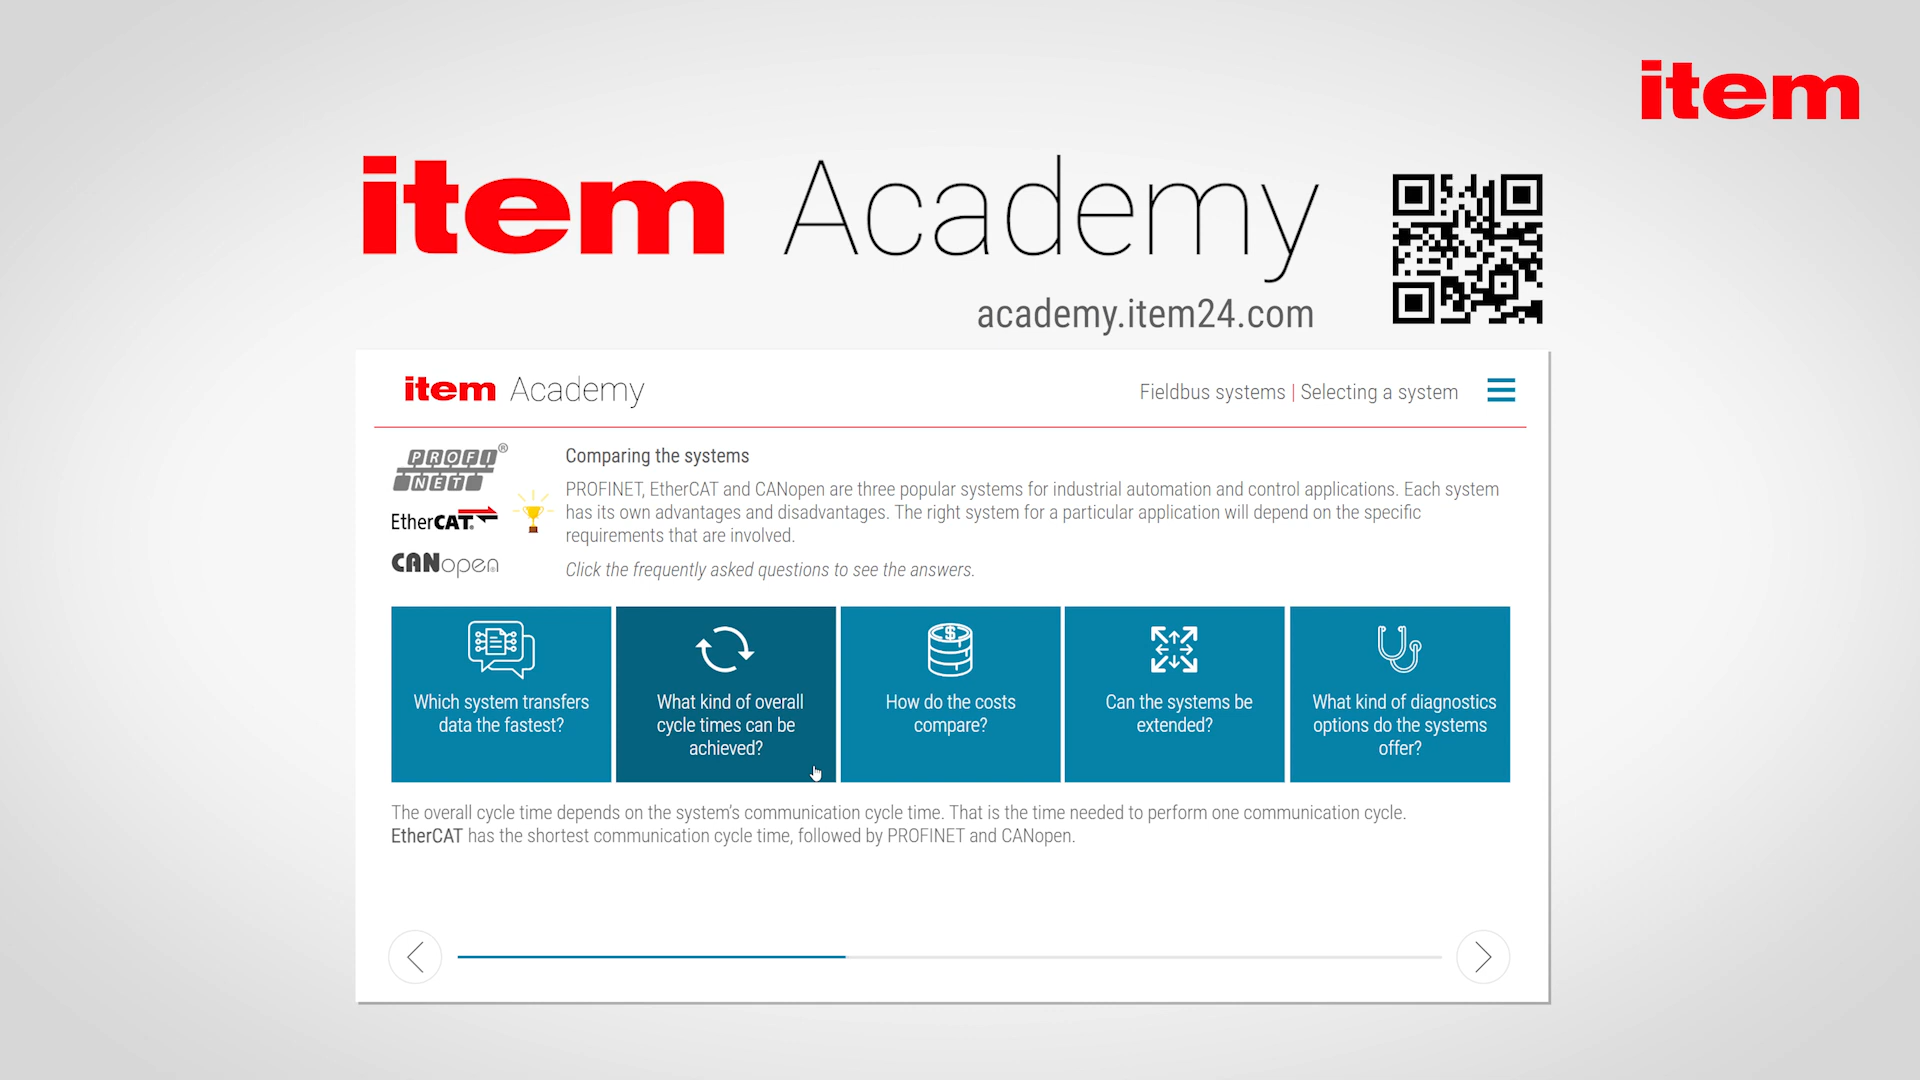 item
item Academy
academy.item24.com
item Academy
Fieldbus systems | Selecting a system
PROFI®
NET
EtherCAT®
CANopen
Comparing the systems
PROFINET, EtherCAT and CANopen are three popular systems for industrial automation and control applications. Each system
has its own advantages and disadvantages. The right system for a particular application will depend on the specific
requirements that are involved.
Click the frequently asked questions to see the answers.
Which system transfers
data the fastest?
What kind of overall
cycle times can be
achieved?
How do the costs
compare?
Can the systems be
extended?
What kind of diagnostics
options do the systems
offer?
The overall cycle time depends on the system's communication cycle time. That is the time needed to perform one communication cycle.
EtherCAT has the shortest communication cycle time, followed by PROFINET and CANopen.